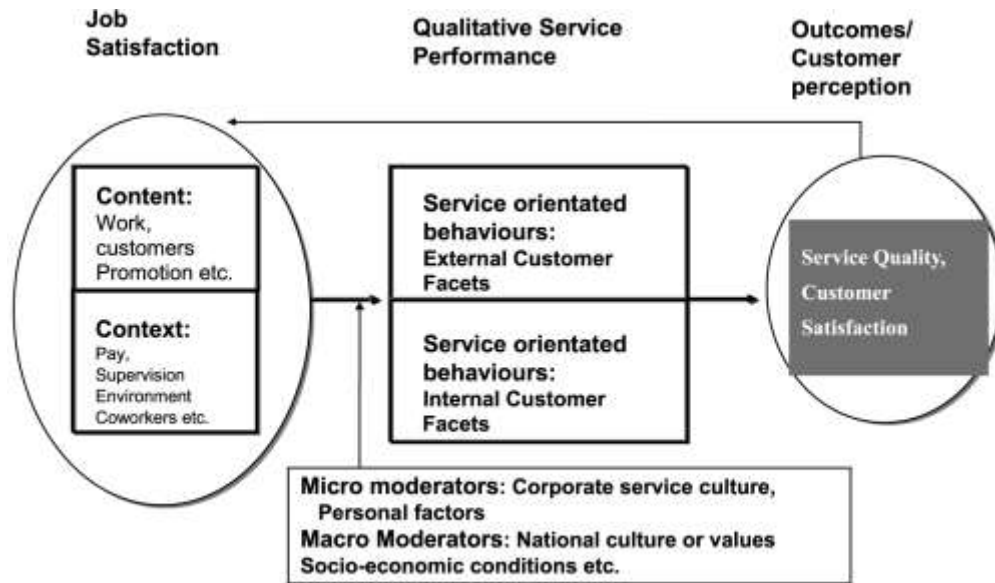 Job
Satisfaction
Qualitative Service
Performance
Outcomes/
Customer
perception
Content:
Work,
customers
Promotion etc.
Context:
Pay,
Supervision
Environment
Coworkers etc.
Service orientated
behaviours:
External Customer
Facets
Service orientated
behaviours:
Internal Customer
Facets
Service Quality,
Customer
Satisfaction
Micro moderators: Corporate service culture,
Personal factors
Macro Moderators: National culture or values
Socio-economic conditions etc.